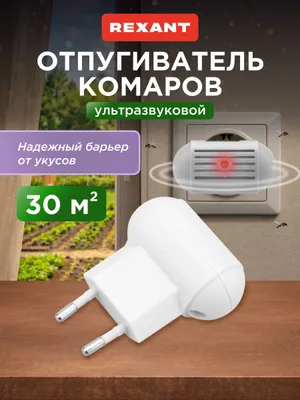 REXANT
ОТПУГИВАТЕЛЬ
КОМАРОВ
ультразвуковой
Надежный барьер
от укусов
30 м²